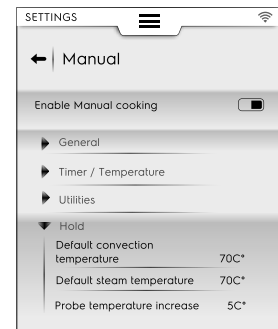 SETTINGS
Manual
Enable Manual cooking
General
Timer / Temperature
Utilities
Hold
Default convection
temperature 70C°
Default steam temperature 70C°
Probe temperature increase 5C°